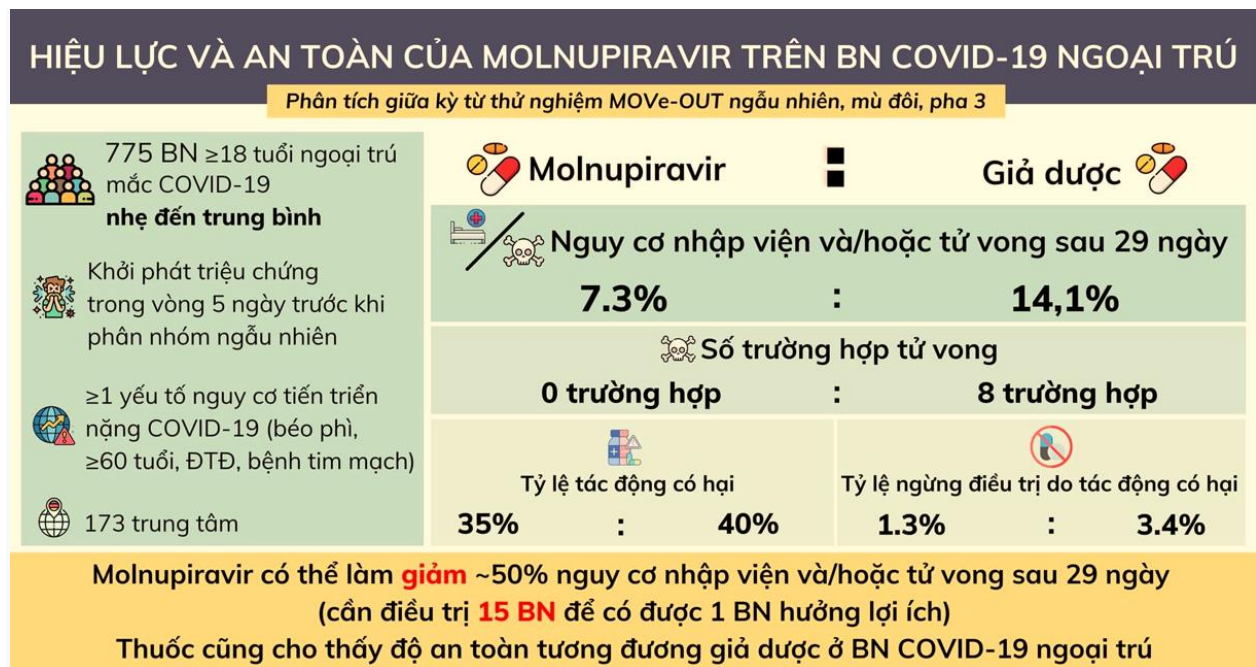 HIỆU LỰC VÀ AN TOÀN CỦA MOLNUPIRAVIR TRÊN BN COVID-19 NGOẠI TRÚ
Phân tích giữa kỳ từ thử nghiệm MOVe-OUT ngẫu nhiên, mù đôi, pha 3
775 BN ≥18 tuổi ngoại trú
mắc COVID-19
nhẹ đến trung bình
Khởi phát triệu chứng
trong vòng 5 ngày trước khi
phân nhóm ngẫu nhiên
≥1 yếu tố nguy cơ tiến triển
nặng COVID-19 (béo phì,
≥60 tuổi, ĐTĐ, bệnh tim mạch)
173 trung tâm
Molnupiravir : Giả dược
Nguy cơ nhập viện và/hoặc tử vong sau 29 ngày
7.3% : 14,1%
Số trường hợp tử vong
0 trường hợp : 8 trường hợp
Tỷ lệ tác động có hại
35% : 40%
Tỷ lệ ngừng điều trị do tác động có hại
1.3% : 3.4%
Molnupiravir có thể làm giảm ~50% nguy cơ nhập viện và/hoặc tử vong sau 29 ngày
(cần điều trị 15 BN để có được 1 BN hưởng lợi ích)
Thuốc cũng cho thấy độ an toàn tương đương giả dược ở BN COVID-19 ngoại trú